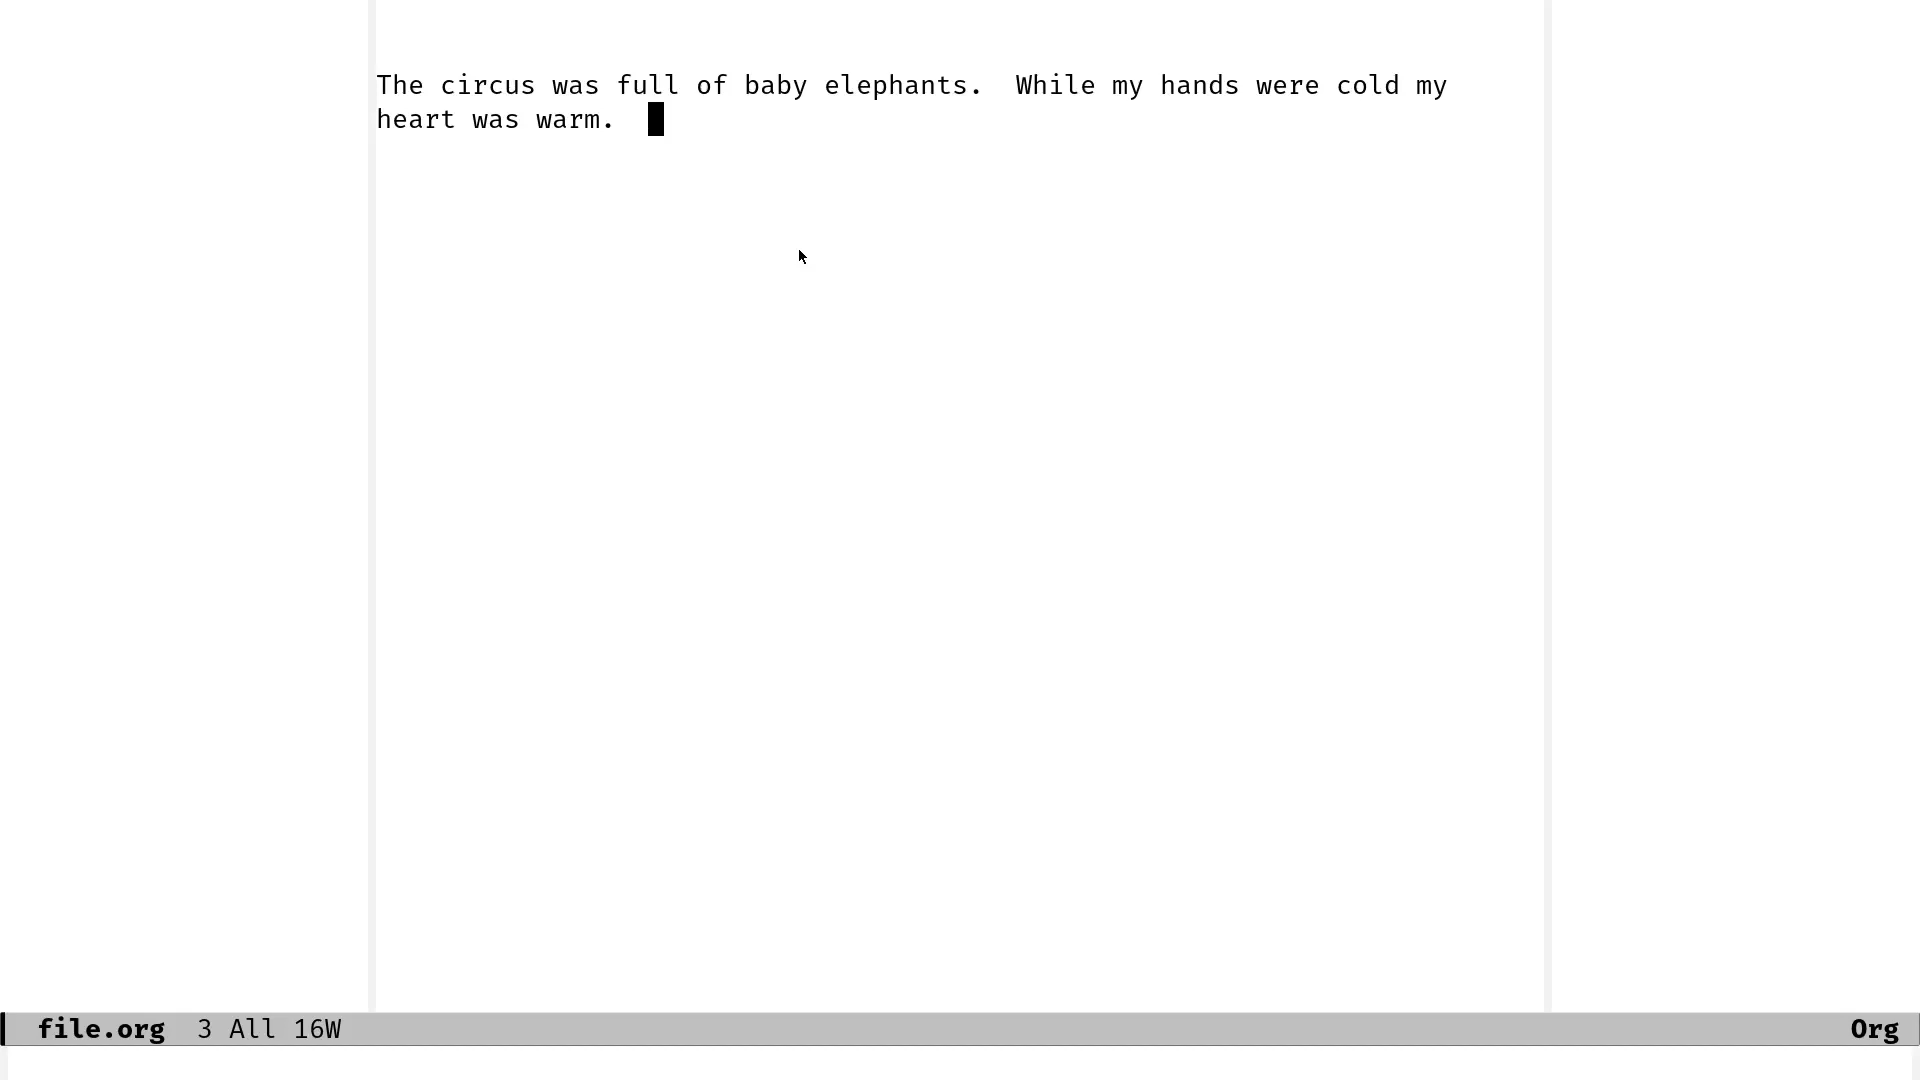 The circus was full of baby elephants.  While my hands were cold my
heart was warm.
file.org  3 All 16W
Org